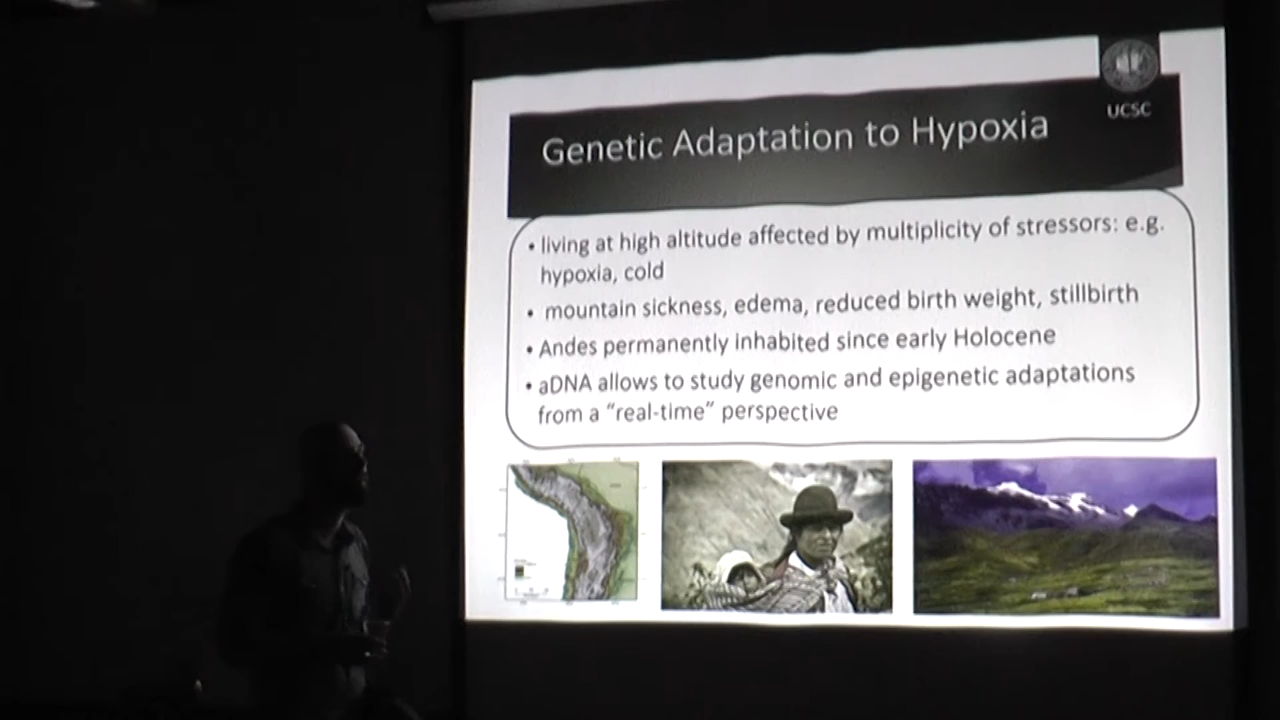 UCSC
Genetic Adaptation to Hypoxia
• living at high altitude affected by multiplicity of stressors: e.g.
hypoxia, cold
• mountain sickness, edema, reduced birth weight, stillbirth
• Andes permanently inhabited since early Holocene
• aDNA allows to study genomic and epigenetic adaptations
from a “real-time” perspective